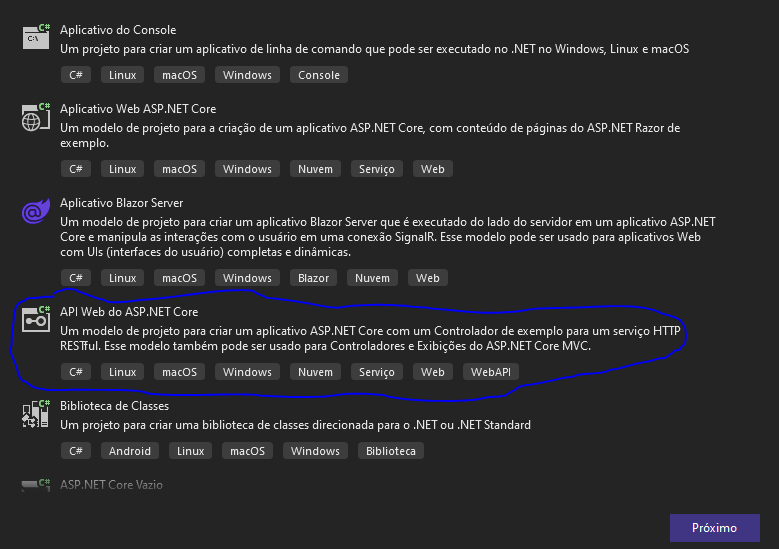 Aplicativo do Console
Um projeto para criar um aplicativo de linha de comando que pode ser executado no .NET no Windows, Linux e macOS
C# Linux macOS Windows Console
Aplicativo Web ASP.NET Core
Um modelo de projeto para a criação de um aplicativo ASP.NET Core, com conteúdo de páginas do ASP.NET Razor de
exemplo.
C# Linux macOS Windows Nuvem Serviço Web
Aplicativo Blazor Server
Um modelo de projeto para criar um aplicativo Blazor Server que é executado do lado do servidor em um aplicativo ASP.NET
Core e manipula as interações com o usuário em uma conexão SignalR. Esse modelo pode ser usado para aplicativos Web
com UIs (interfaces do usuário) completas e dinâmicas.
C# Linux macOS Windows Blazor Nuvem Web
API Web do ASP.NET Core
Um modelo de projeto para criar um aplicativo ASP.NET Core com um Controlador de exemplo para um serviço HTTP
RESTful. Esse modelo também pode ser usado para Controladores e Exibições do ASP.NET Core MVC.
C# Linux macOS Windows Nuvem Serviço Web WebAPI
Biblioteca de Classes
Um projeto para criar uma biblioteca de classes direcionada para o .NET ou .NET Standard
C# Android Linux macOS Windows Biblioteca
ASP.NET Core Vazio
Próximo